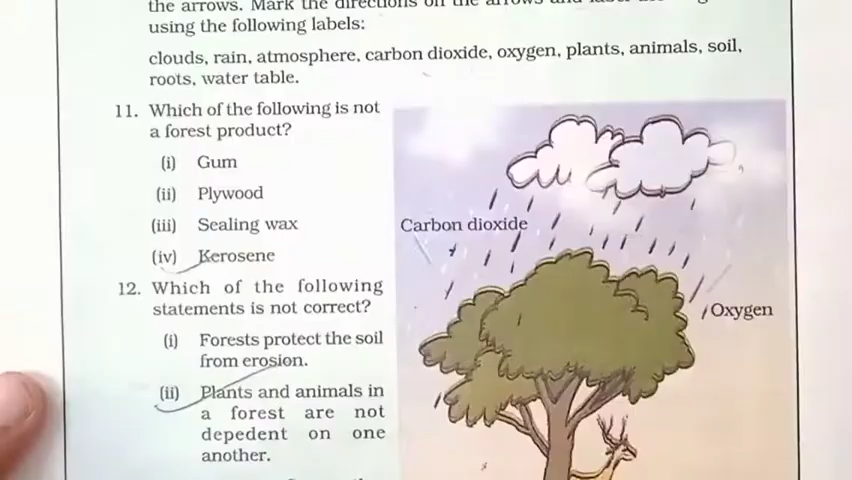 using the following labels:
clouds, rain, atmosphere, carbon dioxide, oxygen, plants, animals, soil,
roots, water table.
11. Which of the following is not
a forest product?
(i) Gum
(ii) Plywood
(iii) Sealing wax
(iv) Kerosene
12. Which of the following
statements is not correct?
(i) Forests protect the soil
from erosion.
(ii) Plants and animals in
a forest are not
depedent on one
another.
Carbon dioxide
Oxygen